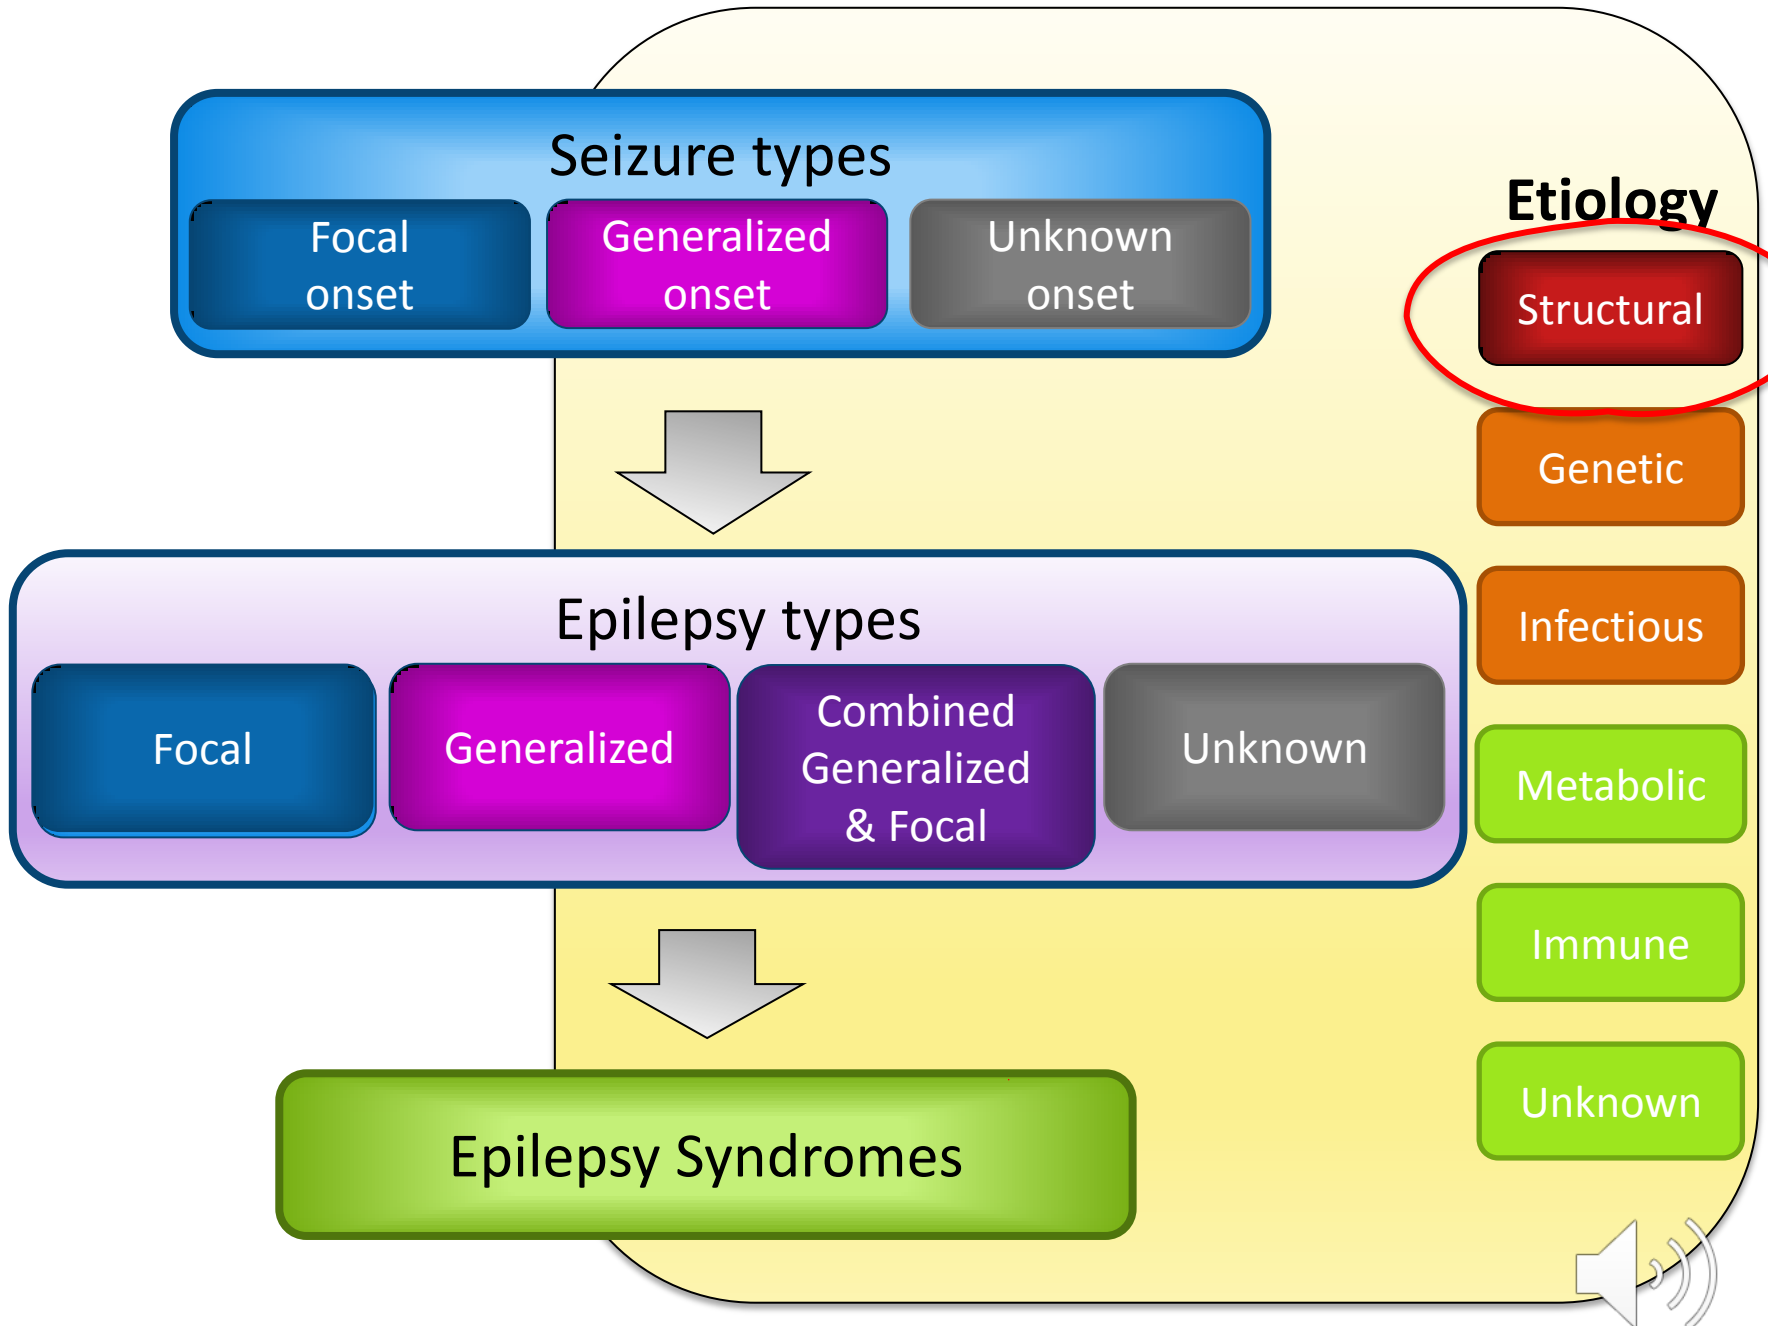 Seizure types
Focal
onset
Generalized
onset
Unknown
onset
Etiology
Structural
Genetic
Infectious
Metabolic
Immune
Unknown
Epilepsy types
Focal
Generalized
Combined
Generalized
& Focal
Unknown
Epilepsy Syndromes